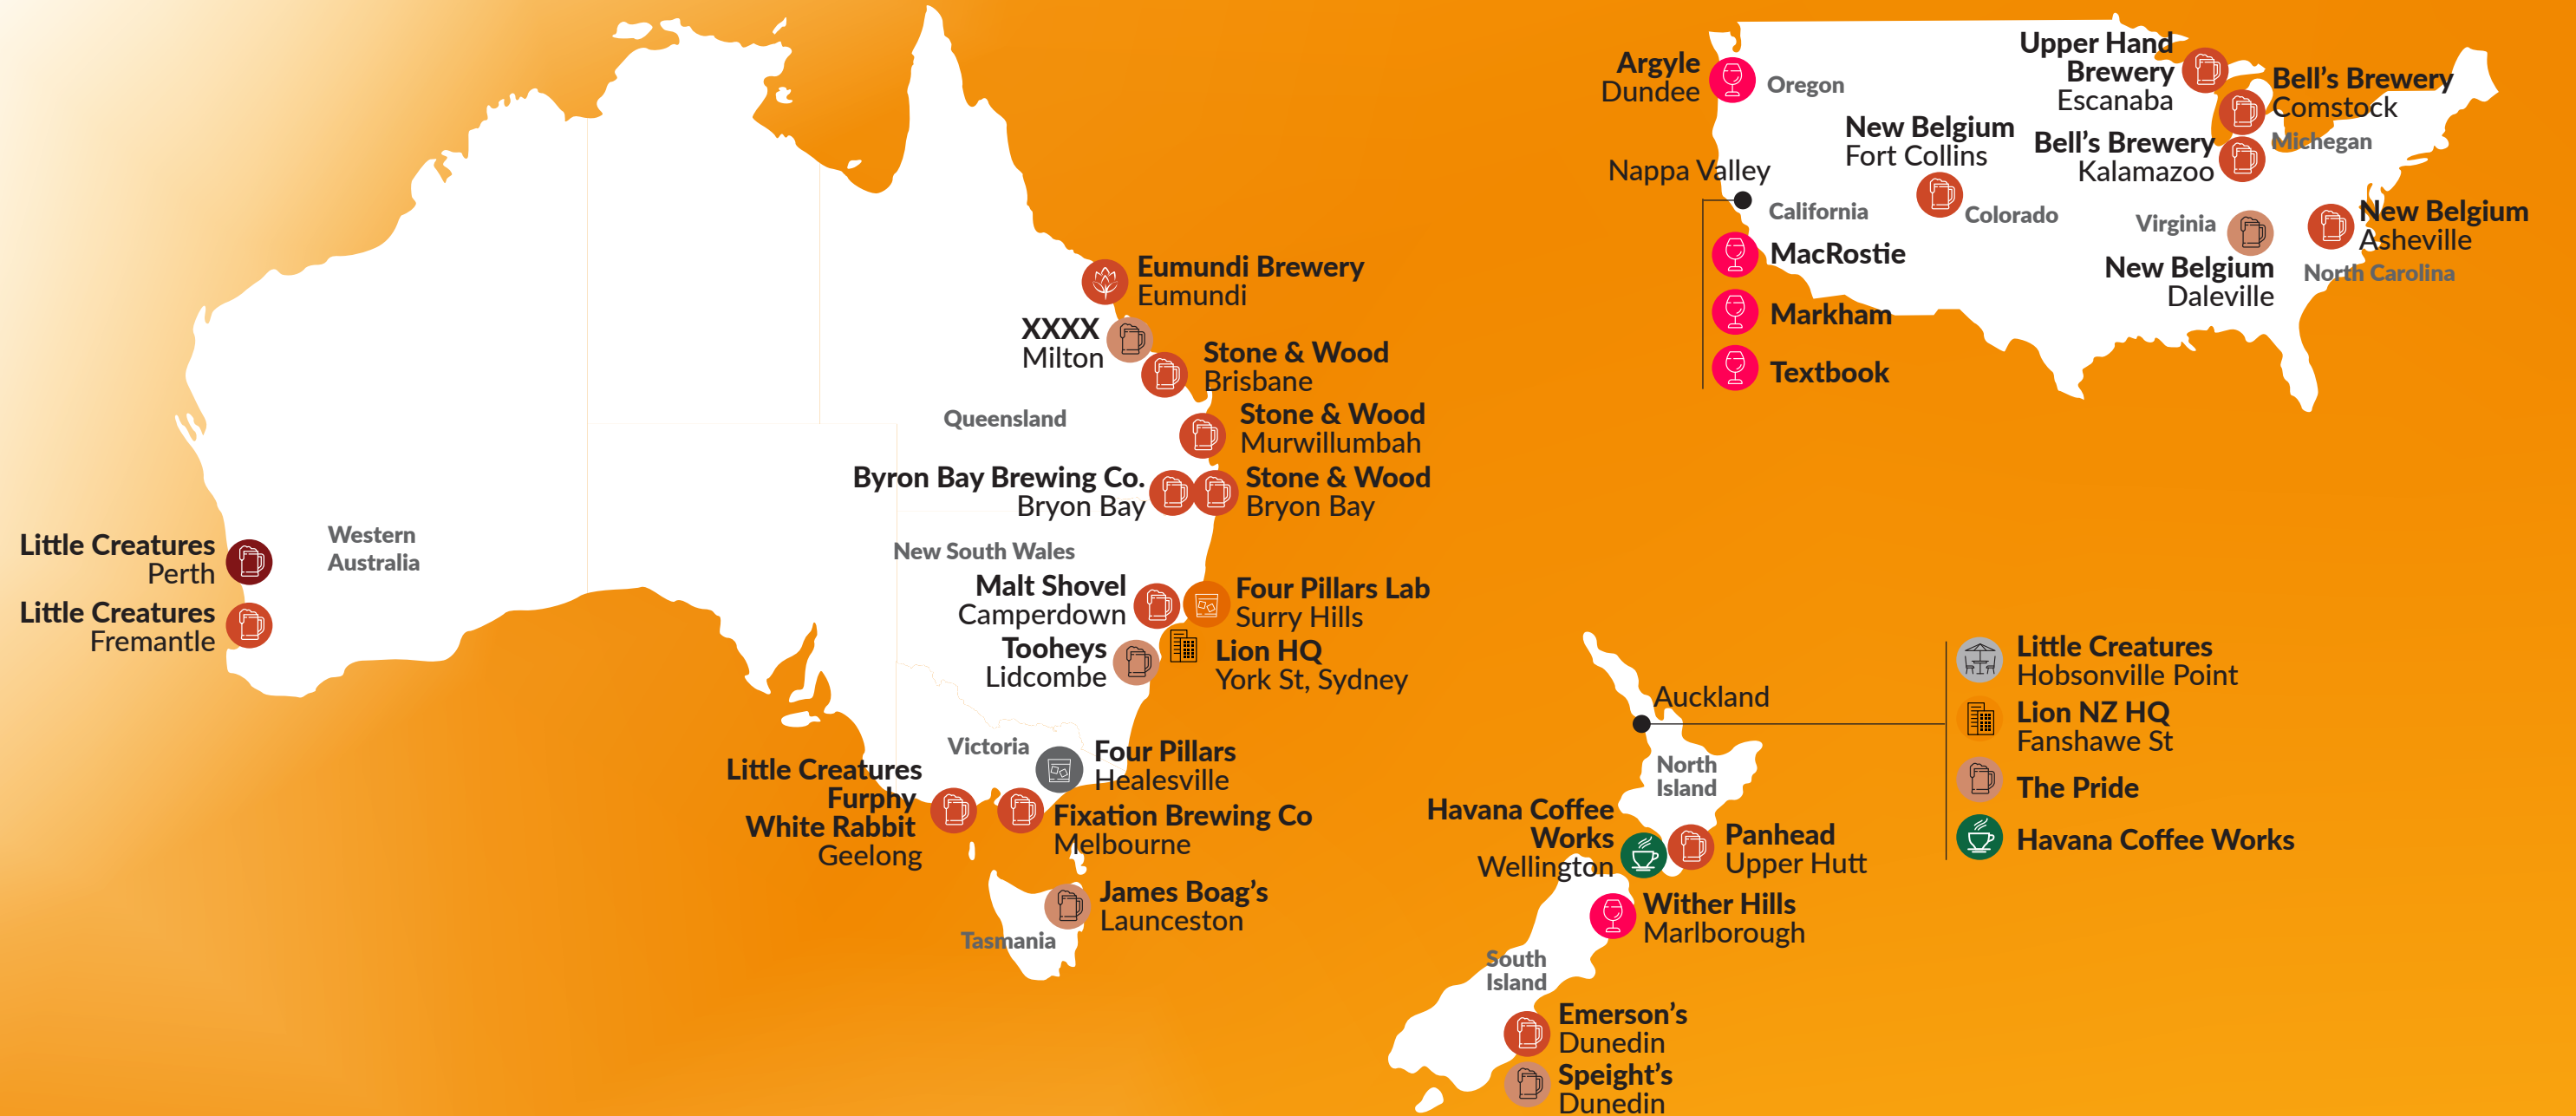 Little Creatures
Perth
Little Creatures
Fremantle
Western
Australia
Eumundi Brewery
Eumundi
XXXX
Milton
Stone & Wood
Brisbane
Queensland
Stone & Wood
Murwillumbah
Byron Bay Brewing Co.
Bryon Bay
Stone & Wood
Bryon Bay
New South Wales
Malt Shovel
Camperdown
Four Pillars Lab
Surry Hills
Tooheys
Lidcombe
Lion HQ
York St, Sydney
Victoria
Four Pillars
Healesville
Little Creatures
Furphy
White Rabbit
Geelong
Fixation Brewing Co
Melbourne
James Boag's
Launceston
Tasmania
Argyle
Dundee
Oregon
Upper Hand
Brewery
Escanaba
Bell's Brewery
Comstock
Michegan
New Belgium
Fort Collins
Colorado
Bell's Brewery
Kalamazoo
Nappa Valley
California
MacRostie
Markham
Textbook
Virginia
New Belgium
Daleville
New Belgium
Asheville
North Carolina
Auckland
Little Creatures
Hobsonville Point
Lion NZ HQ
Fanshawe St
The Pride
Havana Coffee Works
North
Island
Havana Coffee
Works
Wellington
Panhead
Upper Hutt
Wither Hills
Marlborough
South
Island
Emerson's
Dunedin
Speight's
Dunedin